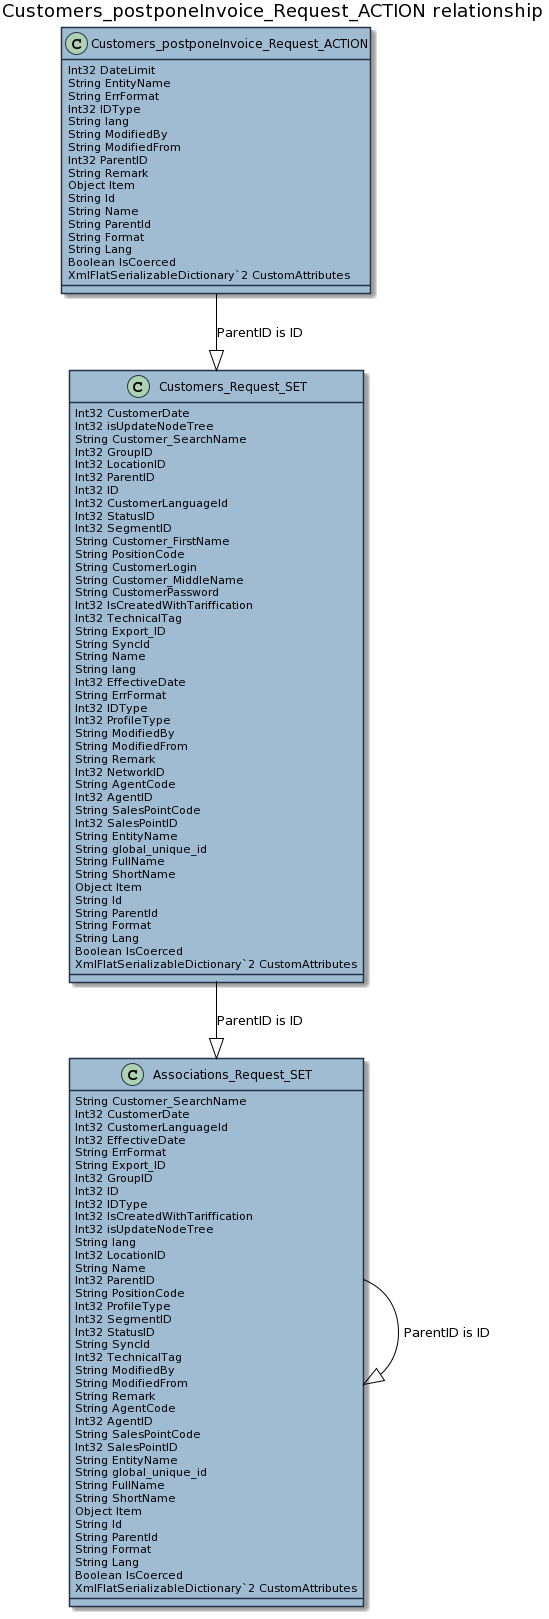 Customers_postponeInvoice_Request_ACTION relationship
C Customers_postponeInvoice_Request_ACTION
Int32 DateLimit
String EntityName
String ErrFormat
Int32 IDType
String lang
String ModifiedBy
String ModifiedFrom
Int32 ParentID
String Remark
Object Item
String Id
String Name
String ParentId
String Format
String Lang
Boolean IsCoerced
XmlFlatSerializableDictionary`2 CustomAttributes
ParentID is ID
C Customers_Request_SET
Int32 CustomerDate
Int32 isUpdateNodeTree
String Customer_SearchName
Int32 GroupID
Int32 LocationID
Int32 ParentID
Int32 ID
Int32 CustomerLanguageId
Int32 StatusID
Int32 SegmentID
String Customer_FirstName
String PositionCode
String CustomerLogin
String Customer_MiddleName
String CustomerPassword
Int32 IsCreatedWithTariffication
Int32 TechnicalTag
String Export_ID
String SyncId
String Name
String lang
Int32 EffectiveDate
String ErrFormat
Int32 IDType
Int32 ProfileType
String ModifiedBy
String ModifiedFrom
String Remark
Int32 NetworkID
String AgentCode
Int32 AgentID
String SalesPointCode
Int32 SalesPointID
String EntityName
String global_unique_id
String FullName
String ShortName
Object Item
String Id
String ParentId
String Format
String Lang
Boolean IsCoerced
XmlFlatSerializableDictionary`2 CustomAttributes
ParentID is ID
C Associations_Request_SET
String Customer_SearchName
Int32 CustomerDate
Int32 CustomerLanguageId
Int32 EffectiveDate
String ErrFormat
String Export_ID
Int32 GroupID
Int32 ID
Int32 IDType
Int32 IsCreatedWithTariffication
Int32 isUpdateNodeTree
String lang
Int32 LocationID
String Name
Int32 ParentID
String PositionCode
Int32 ProfileType
Int32 SegmentID
Int32 StatusID
String SyncId
Int32 TechnicalTag
String ModifiedBy
String ModifiedFrom
String Remark
String AgentCode
Int32 AgentID
String SalesPointCode
Int32 SalesPointID
String EntityName
String global_unique_id
String FullName
String ShortName
Object Item
String Id
String ParentId
String Format
String Lang
Boolean IsCoerced
XmlFlatSerializableDictionary`2 CustomAttributes
ParentID is ID